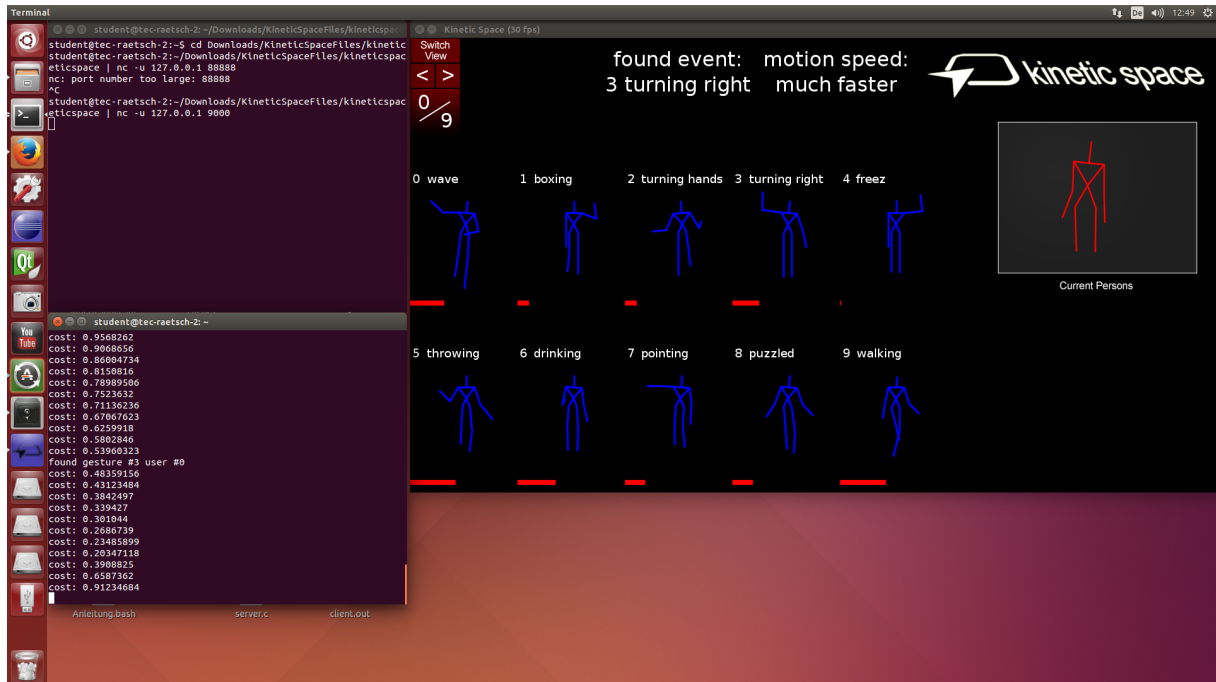 Terminal
De
12:49
student@tec-raetsch-2: ~/Downloads/KineticSpaceFiles/kineticspac
student@tec-raetsch-2:~$ cd Downloads/KineticSpaceFiles/kinetic
student@tec-raetsch-2:~/Downloads/KineticSpaceFiles/kineticspac
eticspace | nc -u 127.0.0.1 88888
nc: port number too large: 88888
^C
student@tec-raetsch-2:~/Downloads/KineticSpaceFiles/kineticspac
eticspace | nc -u 127.0.0.1 9000
Kinetic Space (30 fps)
Switch
View
< >
0/9
found event: motion speed:
3 turning right much faster
kinetic space
0 wave 1 boxing 2 turning hands 3 turning right 4 freez
Current Persons
5 throwing 6 drinking 7 pointing 8 puzzled 9 walking
student@tec-raetsch-2: ~
cost: 0.9568262
cost: 0.9068656
cost: 0.86004734
cost: 0.8150816
cost: 0.78989506
cost: 0.7523632
cost: 0.71136236
cost: 0.67067623
cost: 0.6259918
cost: 0.5802846
cost: 0.53960323
found gesture #3 user #0
cost: 0.48359156
cost: 0.43123484
cost: 0.3842497
cost: 0.339427
cost: 0.301044
cost: 0.2686739
cost: 0.23485899
cost: 0.20347118
cost: 0.3908825
cost: 0.6587362
cost: 0.91234684
You
Tube
Qt
Anleitung.bash server.c client.out